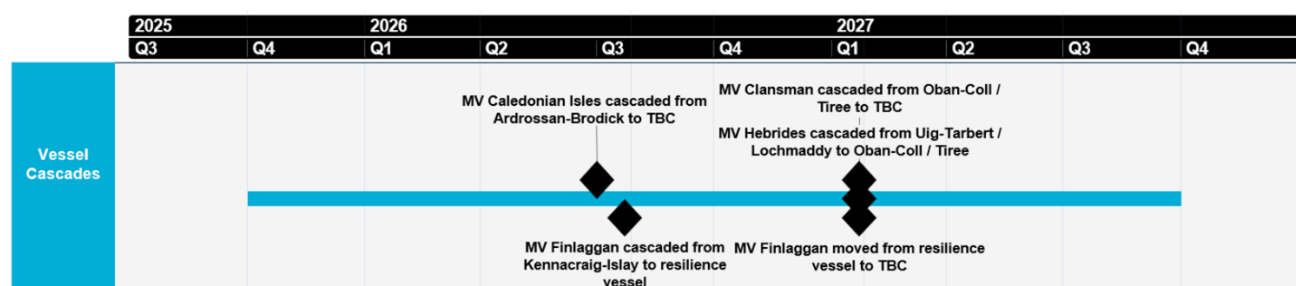 2025 2026 2027
Q3 Q4 Q1 Q2 Q3 Q4 Q1 Q2 Q3 Q4
Vessel
Cascades
MV Caledonian Isles cascaded from
Ardrossan-Brodick to TBC
MV Clansman cascaded from Oban-Coll /
Tiree to TBC
MV Hebrides cascaded from Uig-Tarbert /
Lochmaddy to Oban-Coll / Tiree
MV Finlaggan cascaded from
Kennacraig-Islay to resilience
vessel
MV Finlaggan moved from resilience
vessel to TBC